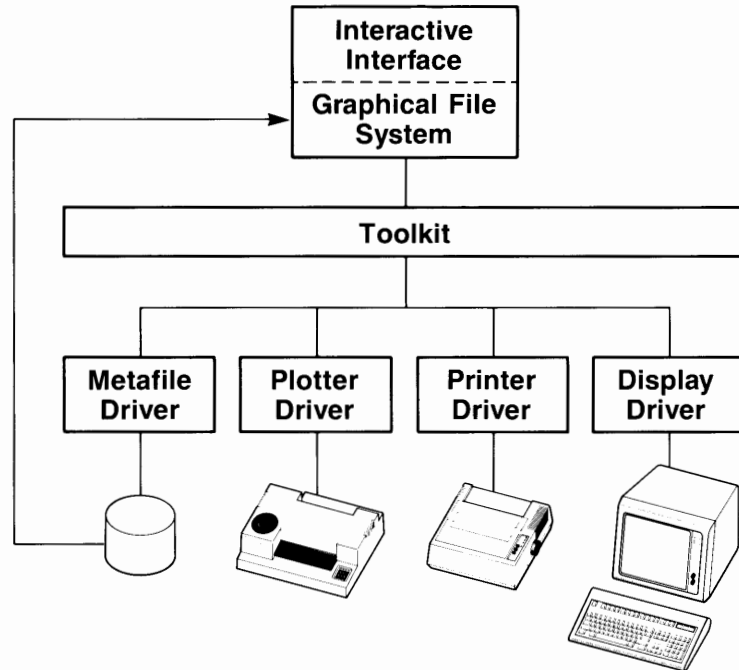 Interactive
Interface
Graphical File
System
Toolkit
Metafile
Driver
Plotter
Driver
Printer
Driver
Display
Driver